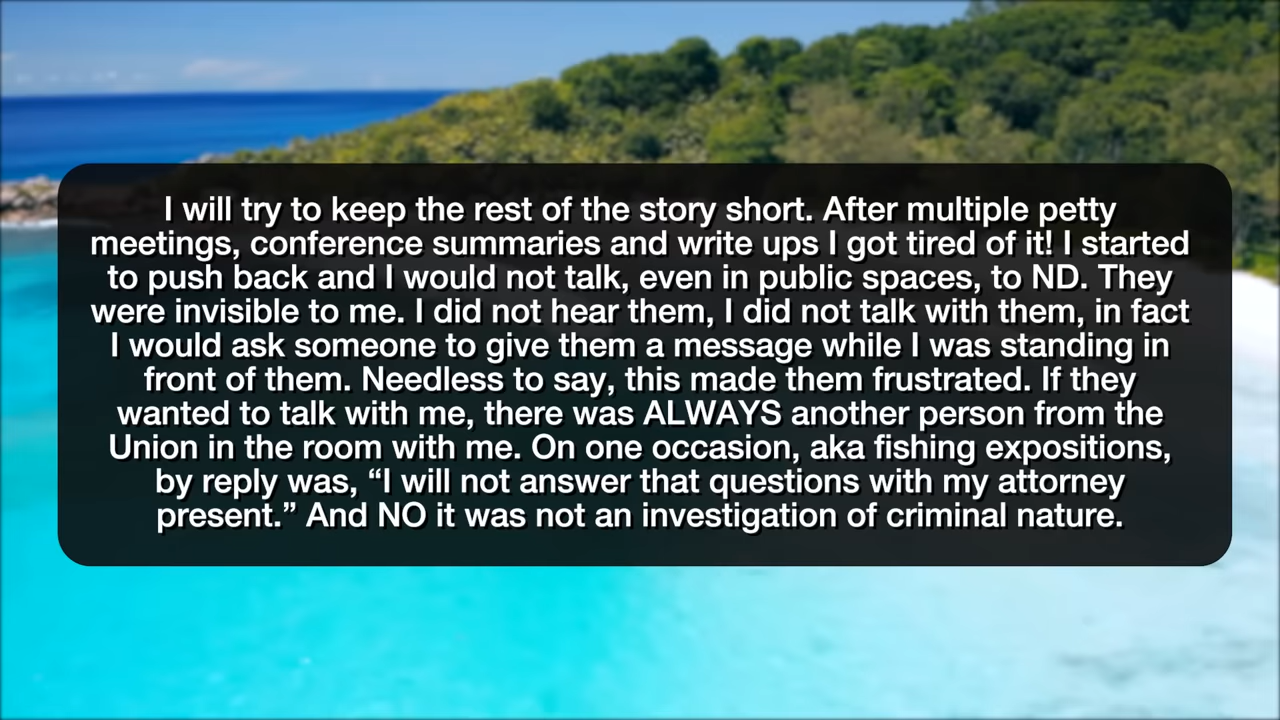 I will try to keep the rest of the story short. After multiple petty
meetings, conference summaries and write ups I got tired of it! I started
to push back and I would not talk, even in public spaces, to ND. They
were invisible to me. I did not hear them, I did not talk with them, in fact
I would ask someone to give them a message while I was standing in
front of them. Needless to say, this made them frustrated. If they
wanted to talk with me, there was ALWAYS another person from the
Union in the room with me. On one occasion, aka fishing expositions,
by reply was, “I will not answer that questions with my attorney
present.” And NO it was not an investigation of criminal nature.